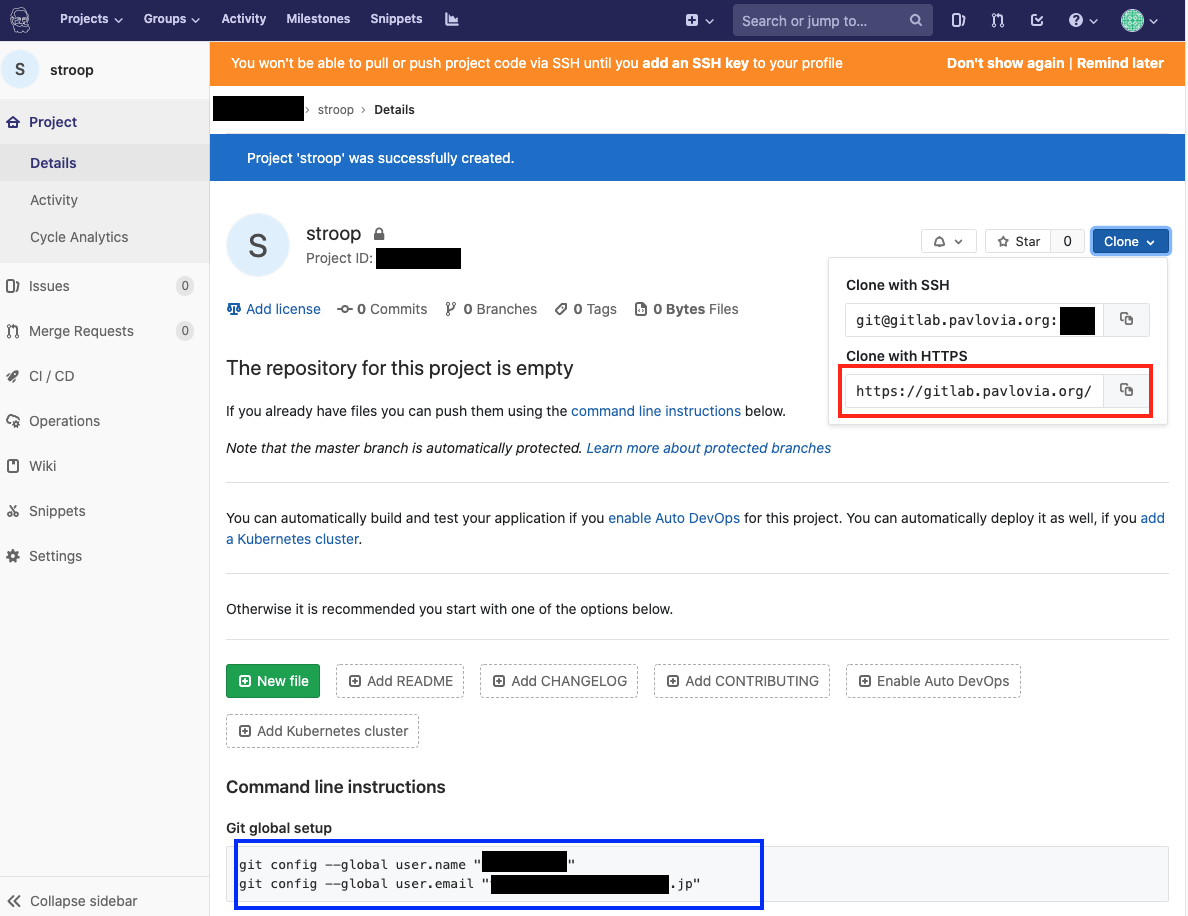 Projects Groups Activity Milestones Snippets Search or jump to...
S stroop
You won't be able to pull or push project code via SSH until you add an SSH key to your profile Don't show again | Remind later
› stroop › Details
Project
Project 'stroop' was successfully created.
Details
Activity
Cycle Analytics
Issues 0
Merge Requests 0
CI / CD
Operations
Wiki
Snippets
Settings
Collapse sidebar
S
stroop
Project ID:
Star 0 Clone
Add license 0 Commits 0 Branches 0 Tags 0 Bytes Files
Clone with SSH
git@gitlab.pavlovia.org:
Clone with HTTPS
https://gitlab.pavlovia.org/
The repository for this project is empty
If you already have files you can push them using the command line instructions below.
Note that the master branch is automatically protected. Learn more about protected branches
You can automatically build and test your application if you enable Auto DevOps for this project. You can automatically deploy it as well, if you add
a Kubernetes cluster.
Otherwise it is recommended you start with one of the options below.
New file Add README Add CHANGELOG Add CONTRIBUTING Enable Auto DevOps
Add Kubernetes cluster
Command line instructions
Git global setup
git config --global user.name ""
git config --global user.email ".jp"